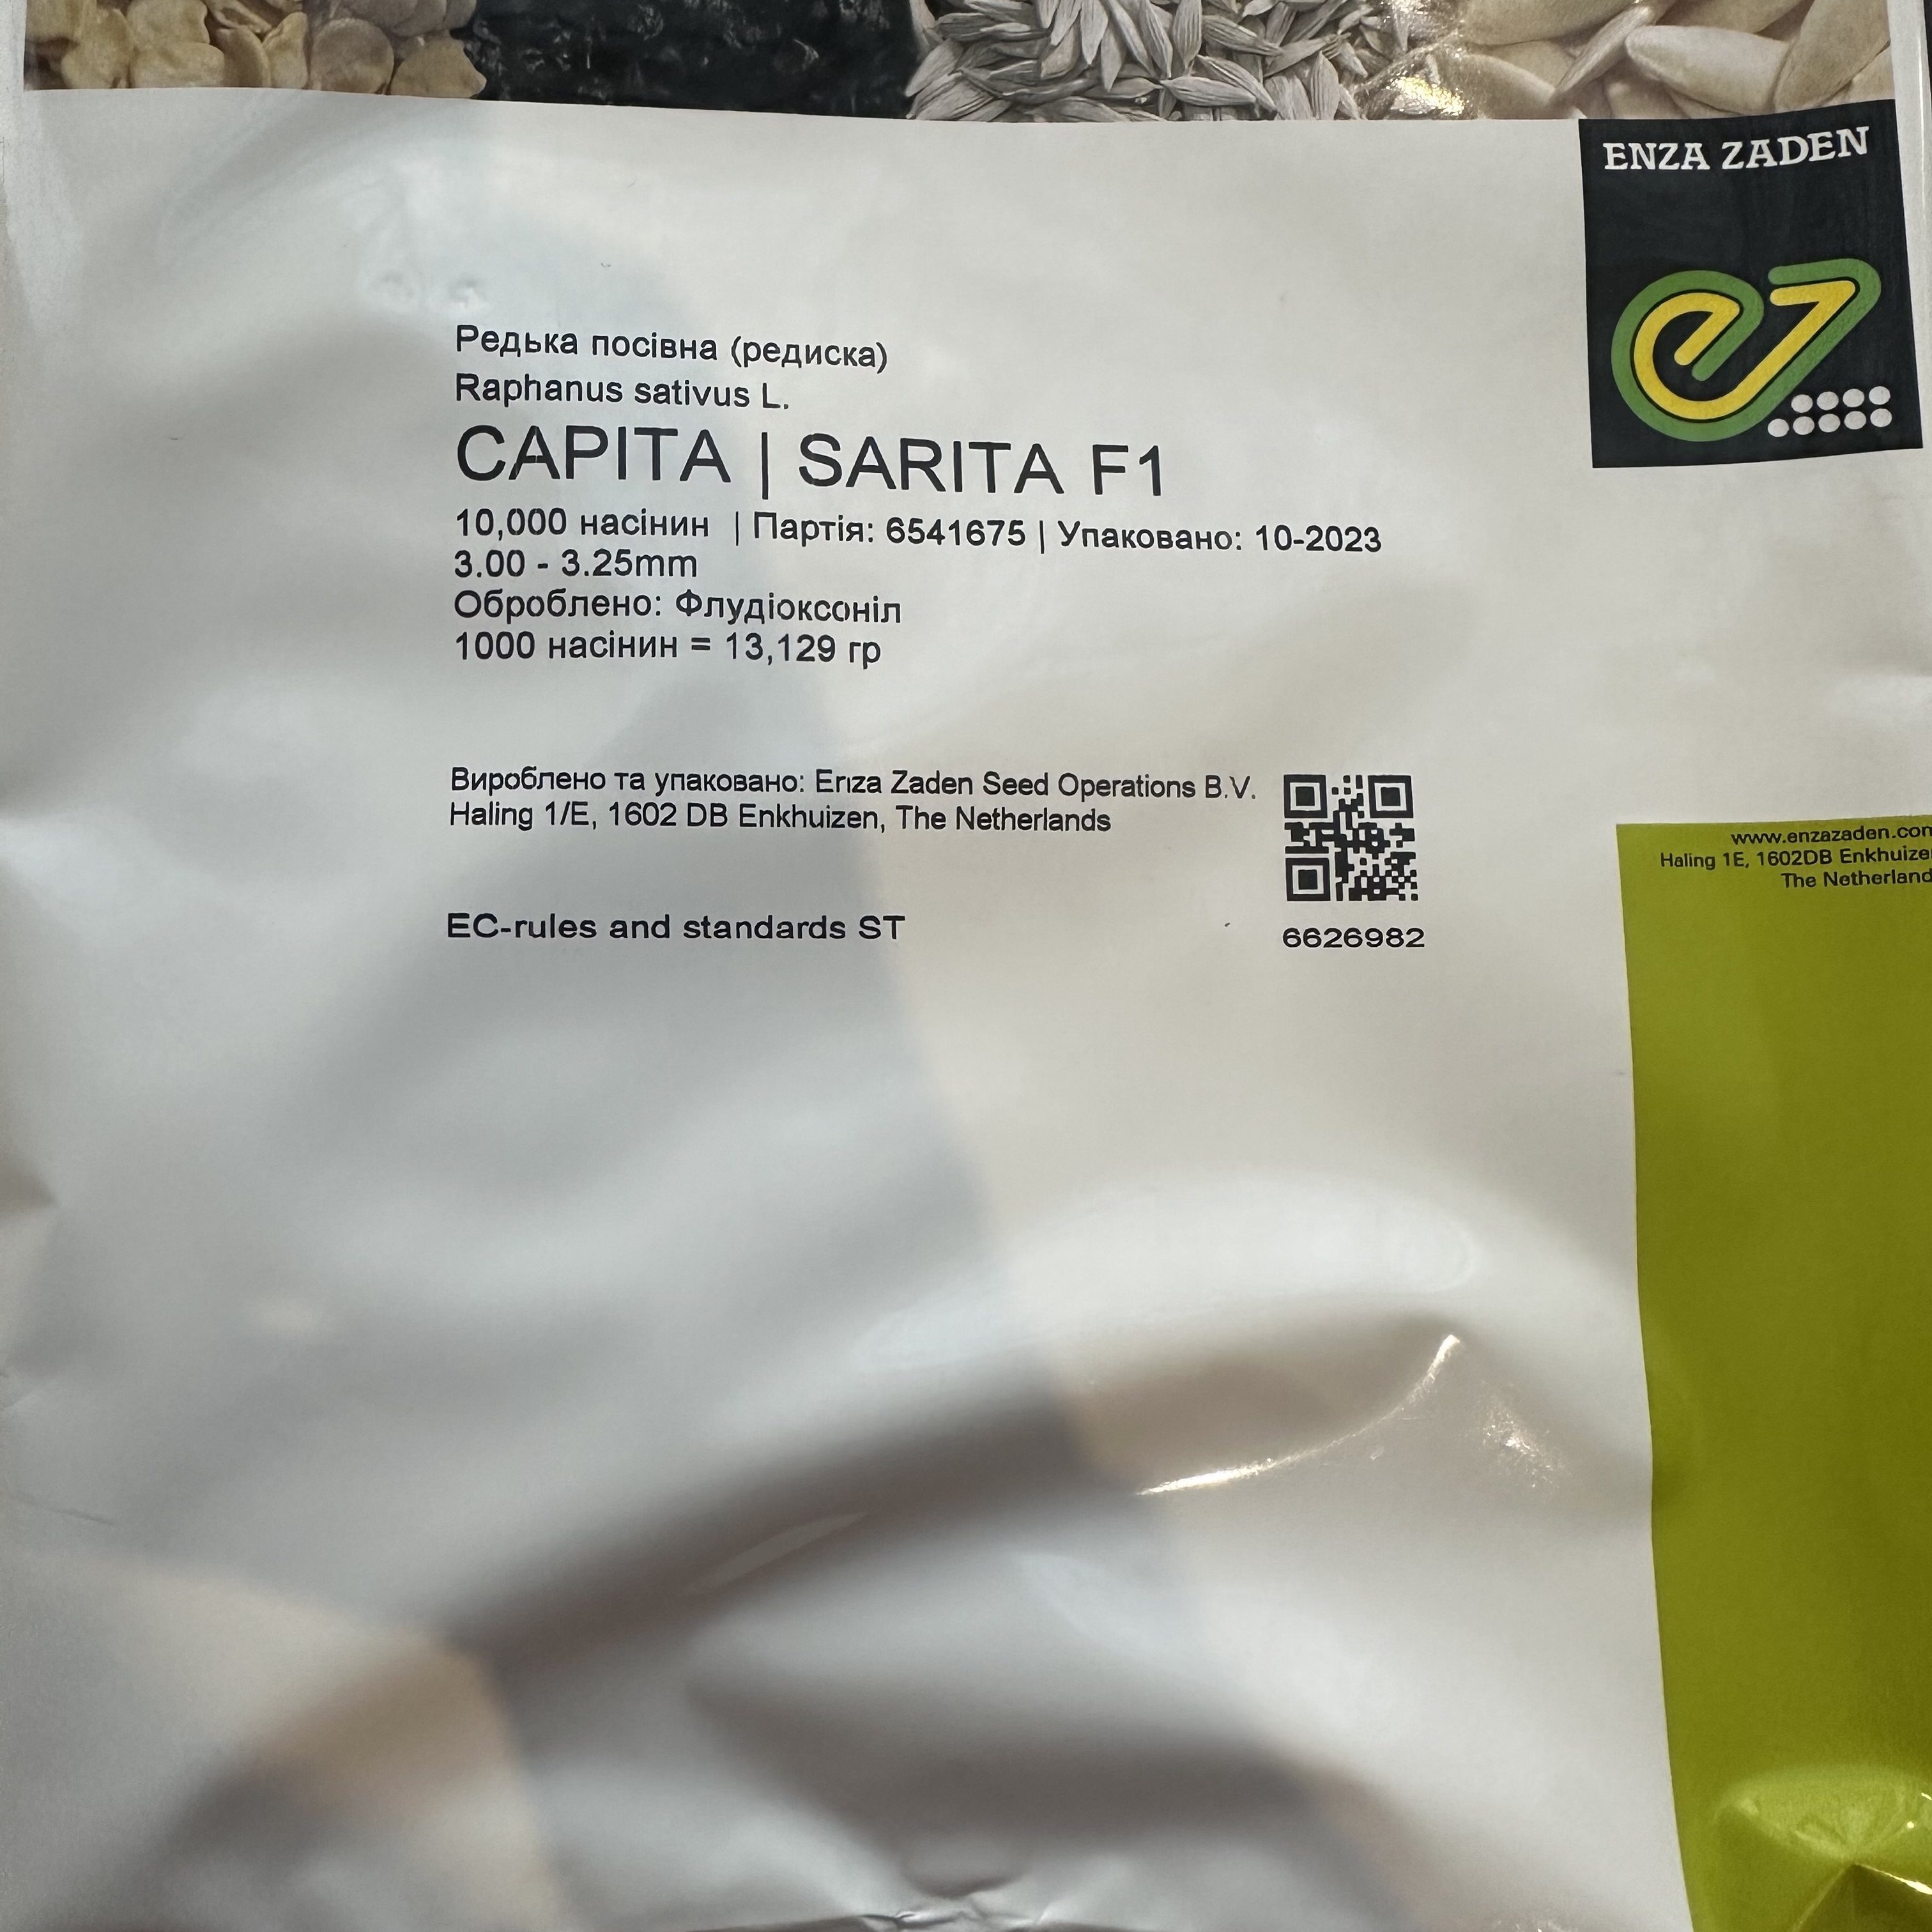 ENZA ZADEN
Редька посівна (редиска)
Raphanus sativus L.
CAPITA | SARITA F1
10,000 насінин | Партія: 6541675 | Упаковано: 10-2023
3.00 - 3.25mm
Оброблено: Флудіоксоніл
1000 насінин = 13,129 гр
Вироблено та упаковано: Enza Zaden Seed Operations B.V.
Haling 1/E, 1602 DB Enkhuizen, The Netherlands
EC-rules and standards ST
6626982
www.enzazaden.com
Haling 1E, 1602DB Enkhuize
The Netherland